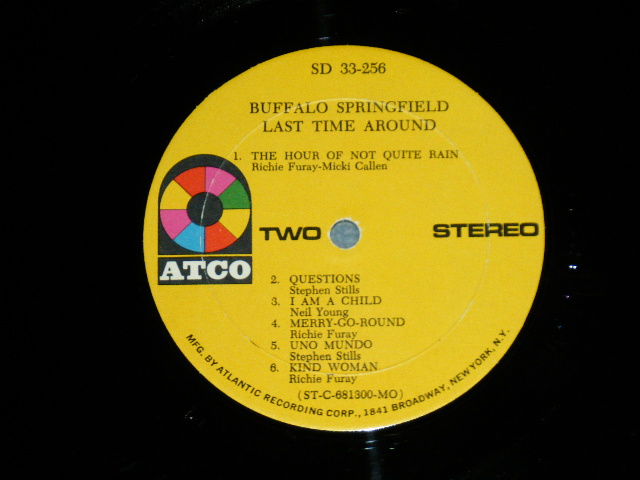 SD 33-256
BUFFALO SPRINGFIELD
LAST TIME AROUND
1. THE HOUR OF NOT QUITE RAIN
Richie Furay-Micki Callen
ATCO
TWO
STEREO
2. QUESTIONS
Stephen Stills
3. I AM A CHILD
Neil Young
4. MERRY-GO-ROUND
Richie Furay
5. UNO MUNDO
Stephen Stills
6. KIND WOMAN
Richie Furay
(ST-C-681300-MO)
MFG. BY ATLANTIC RECORDING CORP., 1841 BROADWAY, NEW YORK, N.Y.